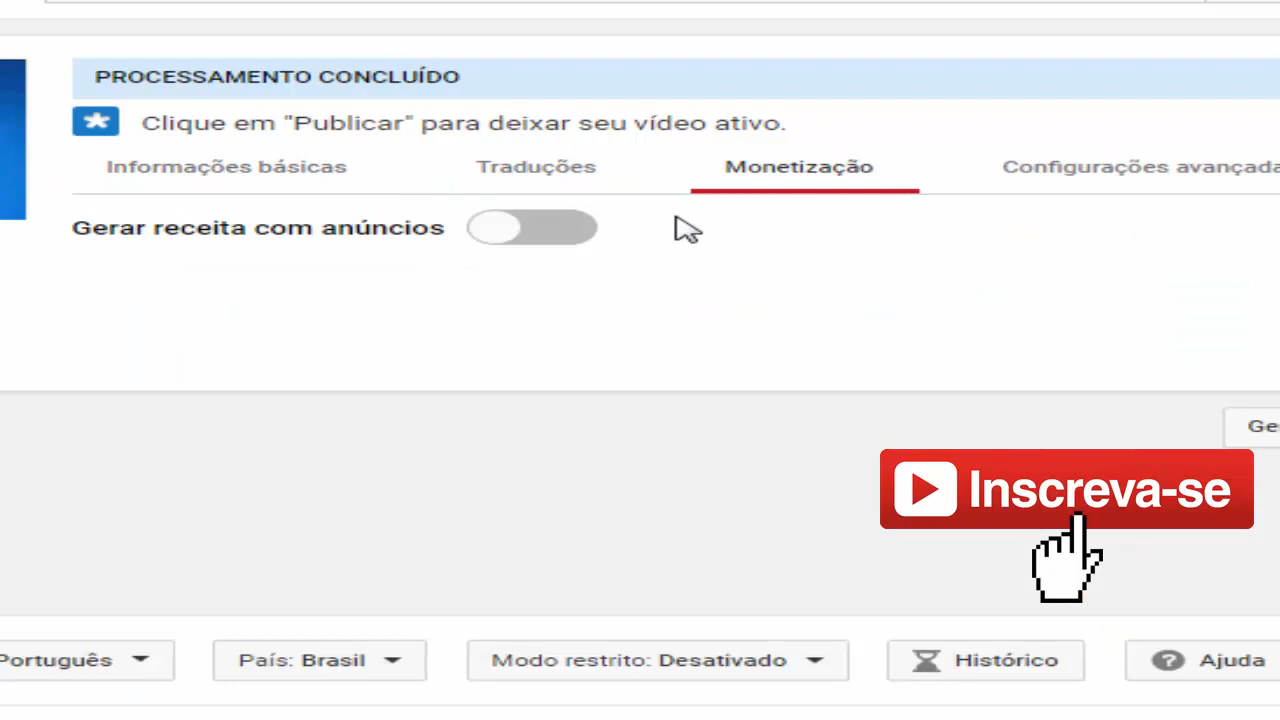 PROCESSAMENTO CONCLUÍDO
Clique em "Publicar" para deixar seu vídeo ativo.
Informações básicas Traduções Monetização Configurações
Gerar receita com anúncios
Inscreva-se
Português País: Brasil Modo restrito: Desativado Histórico Ajuda